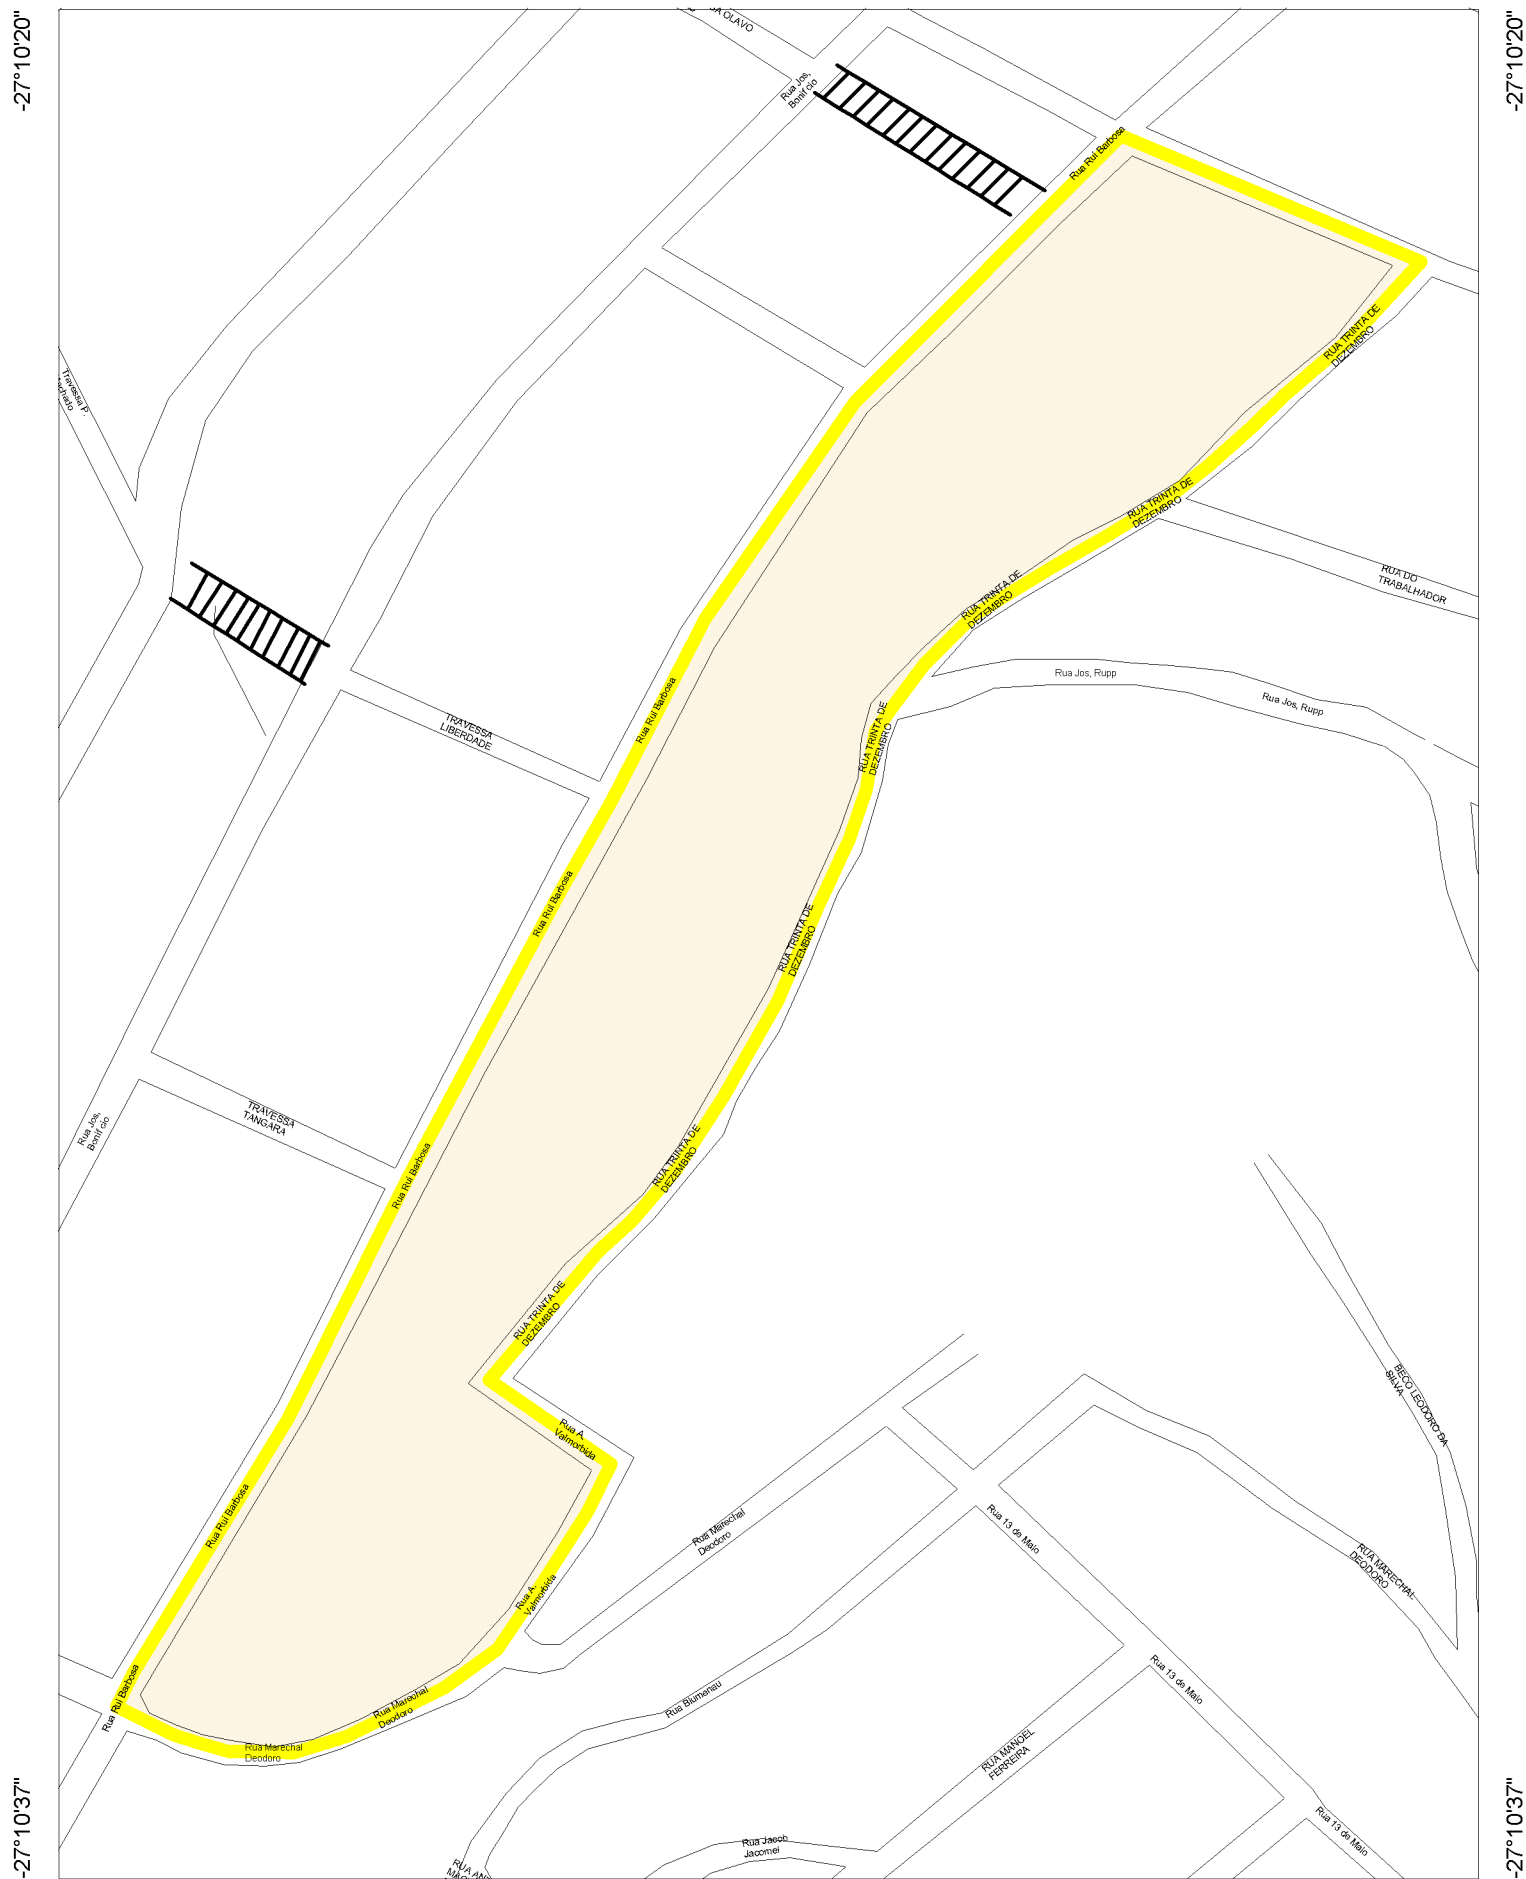 -27°10'20"
-27°10'20"
A OLAVO
Rua Jos,
Bonif cio
Rua Rui Barbosa
RUA TRINTA DE
DEZEMBRO
Travessa P.
Machado
RUA TRINTA DE
DEZEMBRO
RUA DO
TRABALHADOR
RUA TRINTA DE
DEZEMBRO
Rua Jos, Rupp
Rua Jos, Rupp
Rua Rui Barbosa
TRAVESSA
LIBERDADE
RUA TRINTA DE
DEZEMBRO
Rua Rui Barbosa
RUA TRINTA DE
DEZEMBRO
TRAVESSA
TANGARA
Rua Jos,
Bonif cio
Rua Rui Barbosa
RUA TRINTA DE
DEZEMBRO
RUA TRINTA DE
DEZEMBRO
BECO LEODORO DA
SILVA
Rua A.
Valmorbida
Rua Rui Barbosa
Rua Marechal
Deodoro
Rua 13 de Maio
RUA MARECHAL
DEODORO
Rua A.
Valmorbida
Rua Rui Barbosa
Rua Marechal
Deodoro
Rua Blumenau
Rua 13 de Maio
Rua Marechal
Deodoro
RUA MANOEL
FERREIRA
Rua 13 de Maio
Rua Jacob
Jacomel
RUA AN
-27°10'37"
-27°10'37"